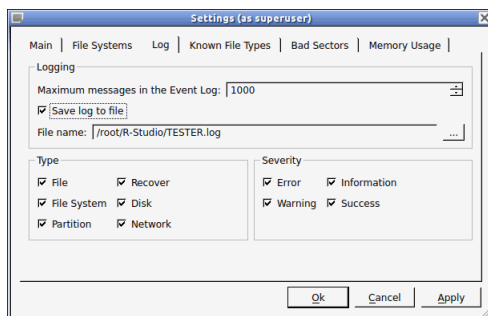 Settings (as superuser)
Main File Systems Log Known File Types Bad Sectors Memory Usage
Logging
Maximum messages in the Event Log: 1000
Save log to file
File name: /root/R-Studio/TESTER.log ...
Type
File Recover
File System Disk
Partition Network
Severity
Error Information
Warning Success
Ok Cancel Apply